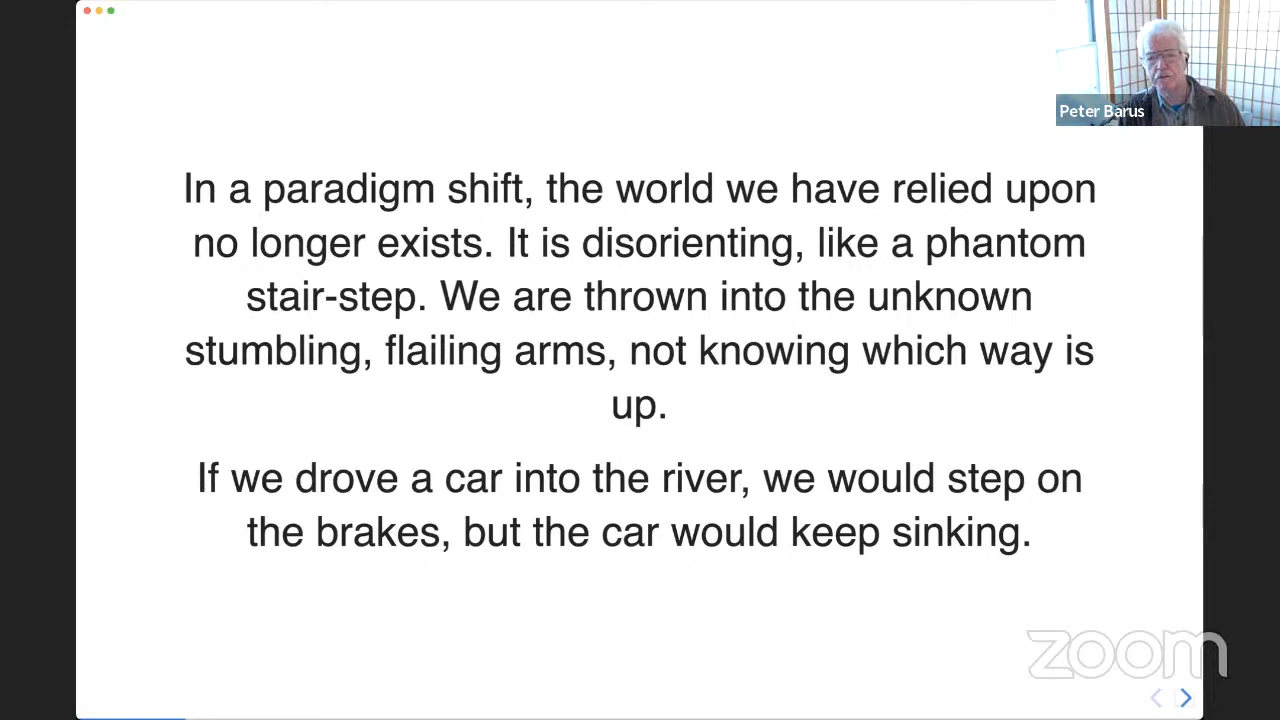 Peter Barus
In a paradigm shift, the world we have relied upon
no longer exists. It is disorienting, like a phantom
stair-step. We are thrown into the unknown
stumbling, flailing arms, not knowing which way is
up.
If we drove a car into the river, we would step on
the brakes, but the car would keep sinking.
zoom